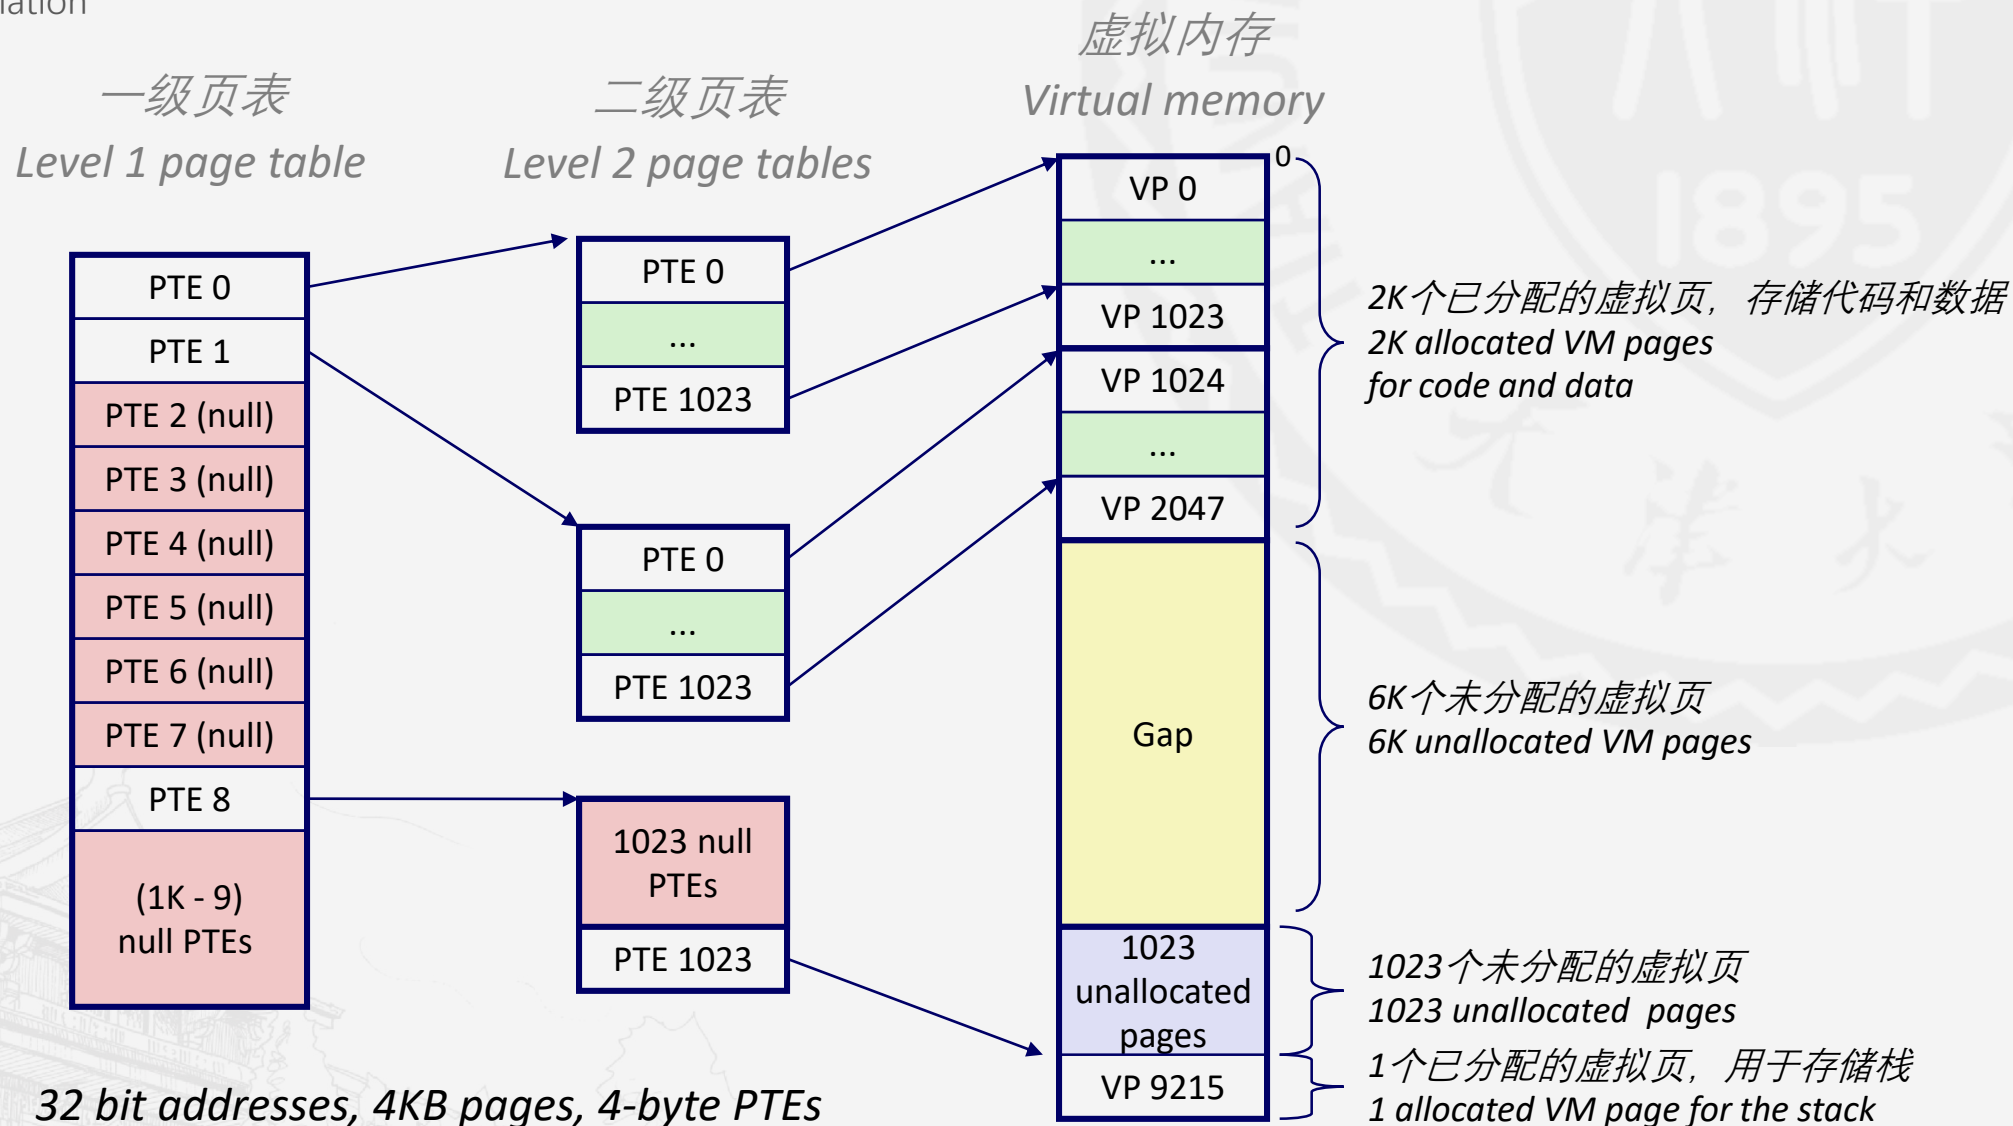 虚拟内存
Virtual memory
一级页表
Level 1 page table
二级页表
Level 2 page tables
PTE 0
PTE 1
PTE 2 (null)
PTE 3 (null)
PTE 4 (null)
PTE 5 (null)
PTE 6 (null)
PTE 7 (null)
PTE 8
(1K - 9)
null PTEs
PTE 0
...
PTE 1023
PTE 0
...
PTE 1023
1023 null
PTEs
PTE 1023
0
VP 0
...
VP 1023
VP 1024
...
VP 2047
Gap
1023
unallocated
pages
VP 9215
2K个已分配的虚拟页，存储代码和数据
2K allocated VM pages
for code and data
6K个未分配的虚拟页
6K unallocated VM pages
1023个未分配的虚拟页
1023 unallocated pages
1个已分配的虚拟页，用于存储栈
1 allocated VM page for the stack
32 bit addresses, 4KB pages, 4-byte PTEs
1895